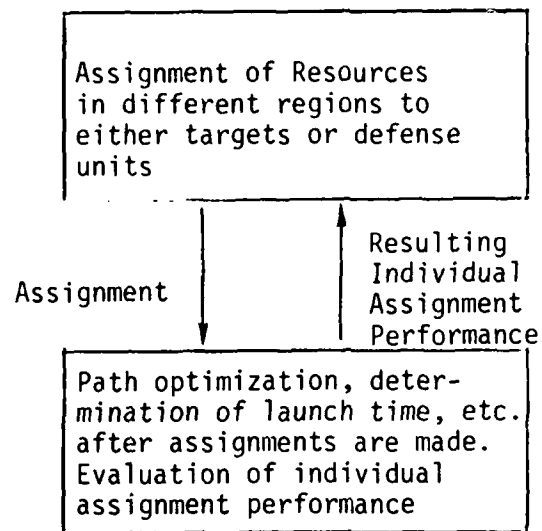 Assignment of Resources
in different regions to
either targets or defense
units
Assignment
Resulting
Individual
Assignment
Performance
Path optimization, deter-
mination of launch time, etc.
after assignments are made.
Evaluation of individual
assignment performance